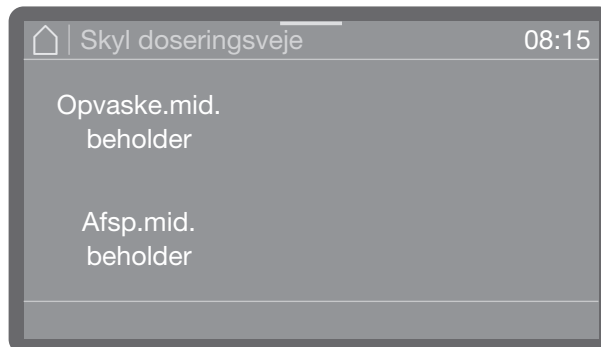 Skyl doseringsveje 08:15
Opvaske.mid.
beholder
Afsp.mid.
beholder